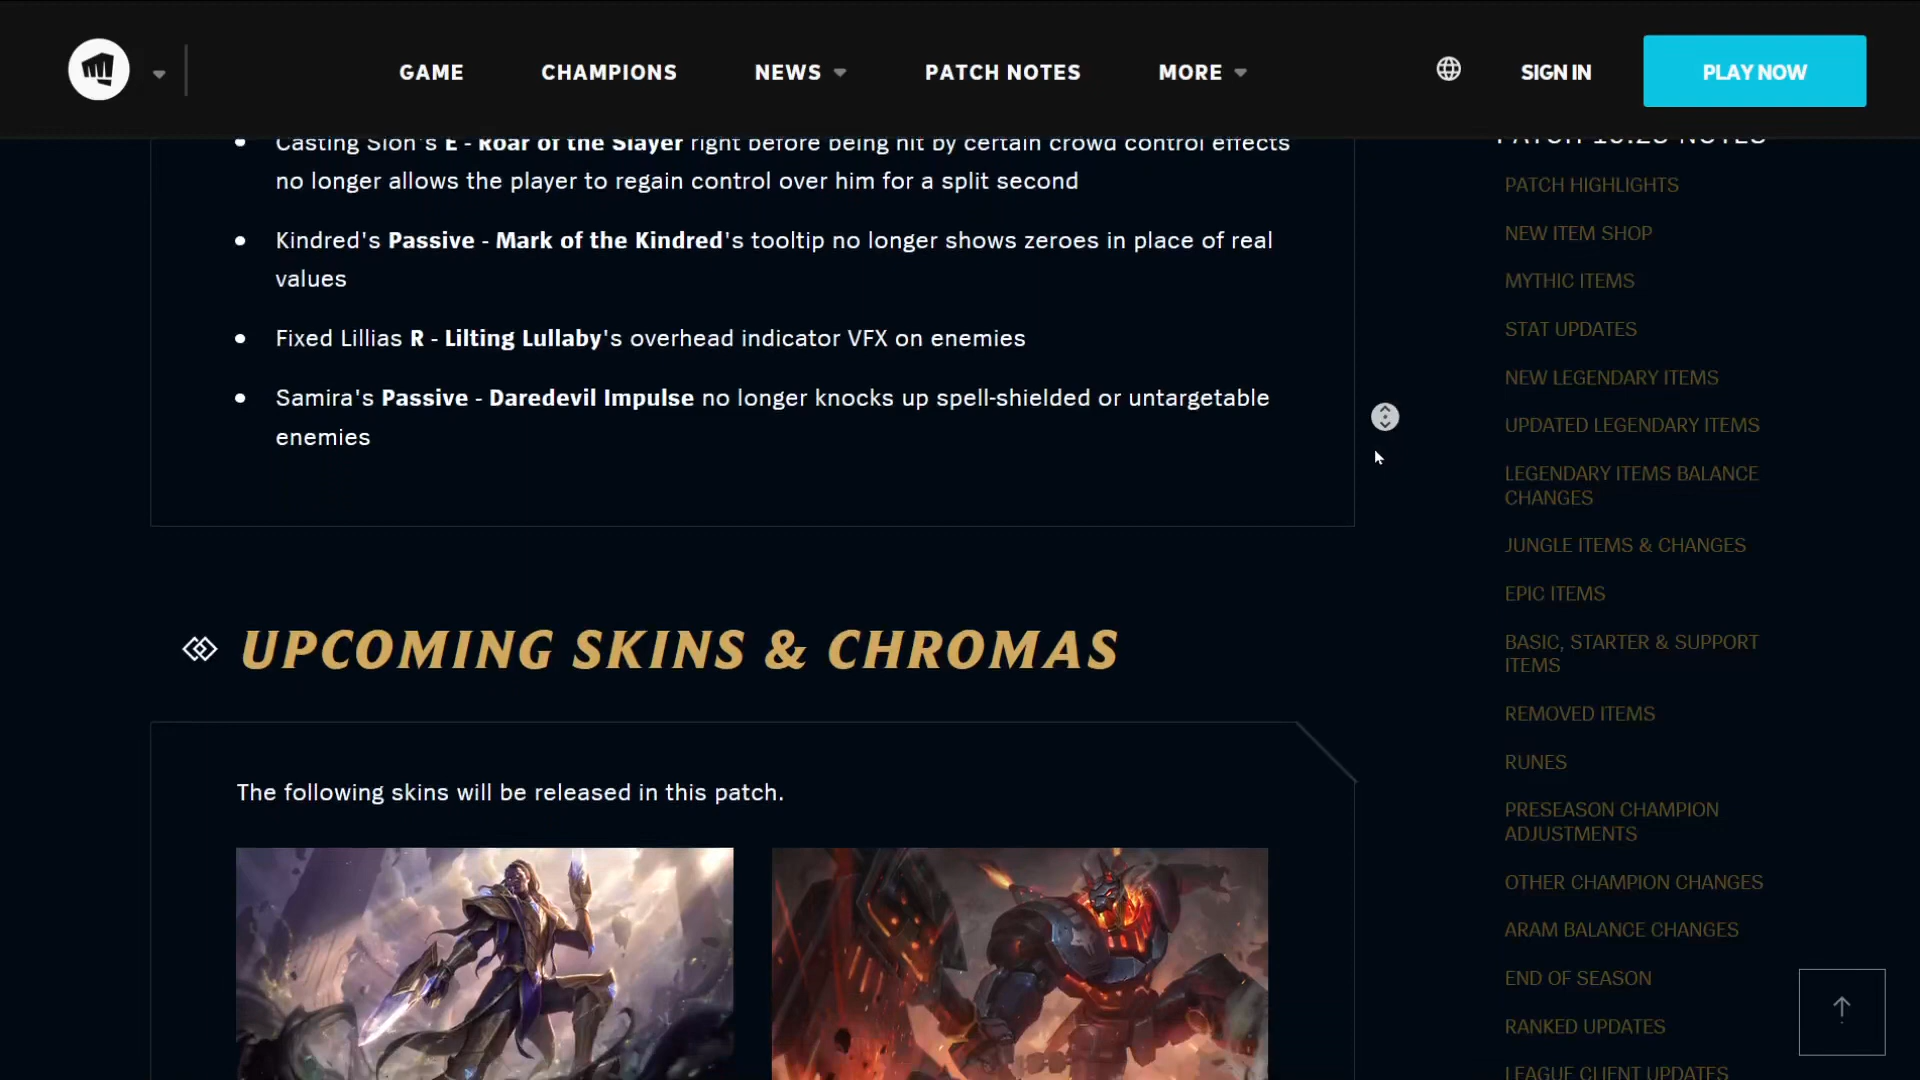 GAME
CHAMPIONS
NEWS
PATCH NOTES
MORE
SIGN IN
PLAY NOW
Casting Sion's E - Roar of the Slayer right before being hit by certain crowd control effects
no longer allows the player to regain control over him for a split second
Kindred's Passive - Mark of the Kindred's tooltip no longer shows zeroes in place of real
values
Fixed Lillias R - Lilting Lullaby's overhead indicator VFX on enemies
Samira's Passive - Daredevil Impulse no longer knocks up spell-shielded or untargetable
enemies
UPCOMING SKINS & CHROMAS
The following skins will be released in this patch.
PATCH 10.23 NOTES
PATCH HIGHLIGHTS
NEW ITEM SHOP
MYTHIC ITEMS
STAT UPDATES
NEW LEGENDARY ITEMS
UPDATED LEGENDARY ITEMS
LEGENDARY ITEMS BALANCE
CHANGES
JUNGLE ITEMS & CHANGES
EPIC ITEMS
BASIC, STARTER & SUPPORT
ITEMS
REMOVED ITEMS
RUNES
PRESEASON CHAMPION
ADJUSTMENTS
OTHER CHAMPION CHANGES
ARAM BALANCE CHANGES
END OF SEASON
RANKED UPDATES
LEAGUE CLIENT UPDATES